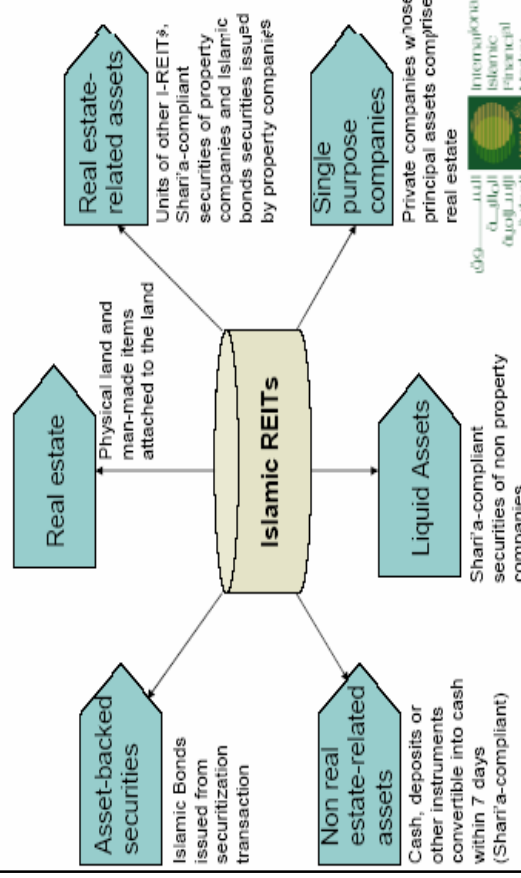 Asset-backed
securities
Islamic Bonds
issued from
securitization
transaction
Real estate
Physical land and
man-made items
attached to the land
Real estate-
related assets
Units of other I-REITs,
Shari'a-compliant
securities of property
companies and Islamic
bonds securities issued
by property companies
Islamic REITs
Non real
estate-related
assets
Cash, deposits or
other instruments
convertible into cash
within 7 days
(Shari'a-compliant)
Liquid Assets
Shari'a-compliant
securities of non property
companies
Single
purpose
companies
Private companies whose
principal assets comprise
real estate
السوق
المالية
Internationa
Islamic
Financial